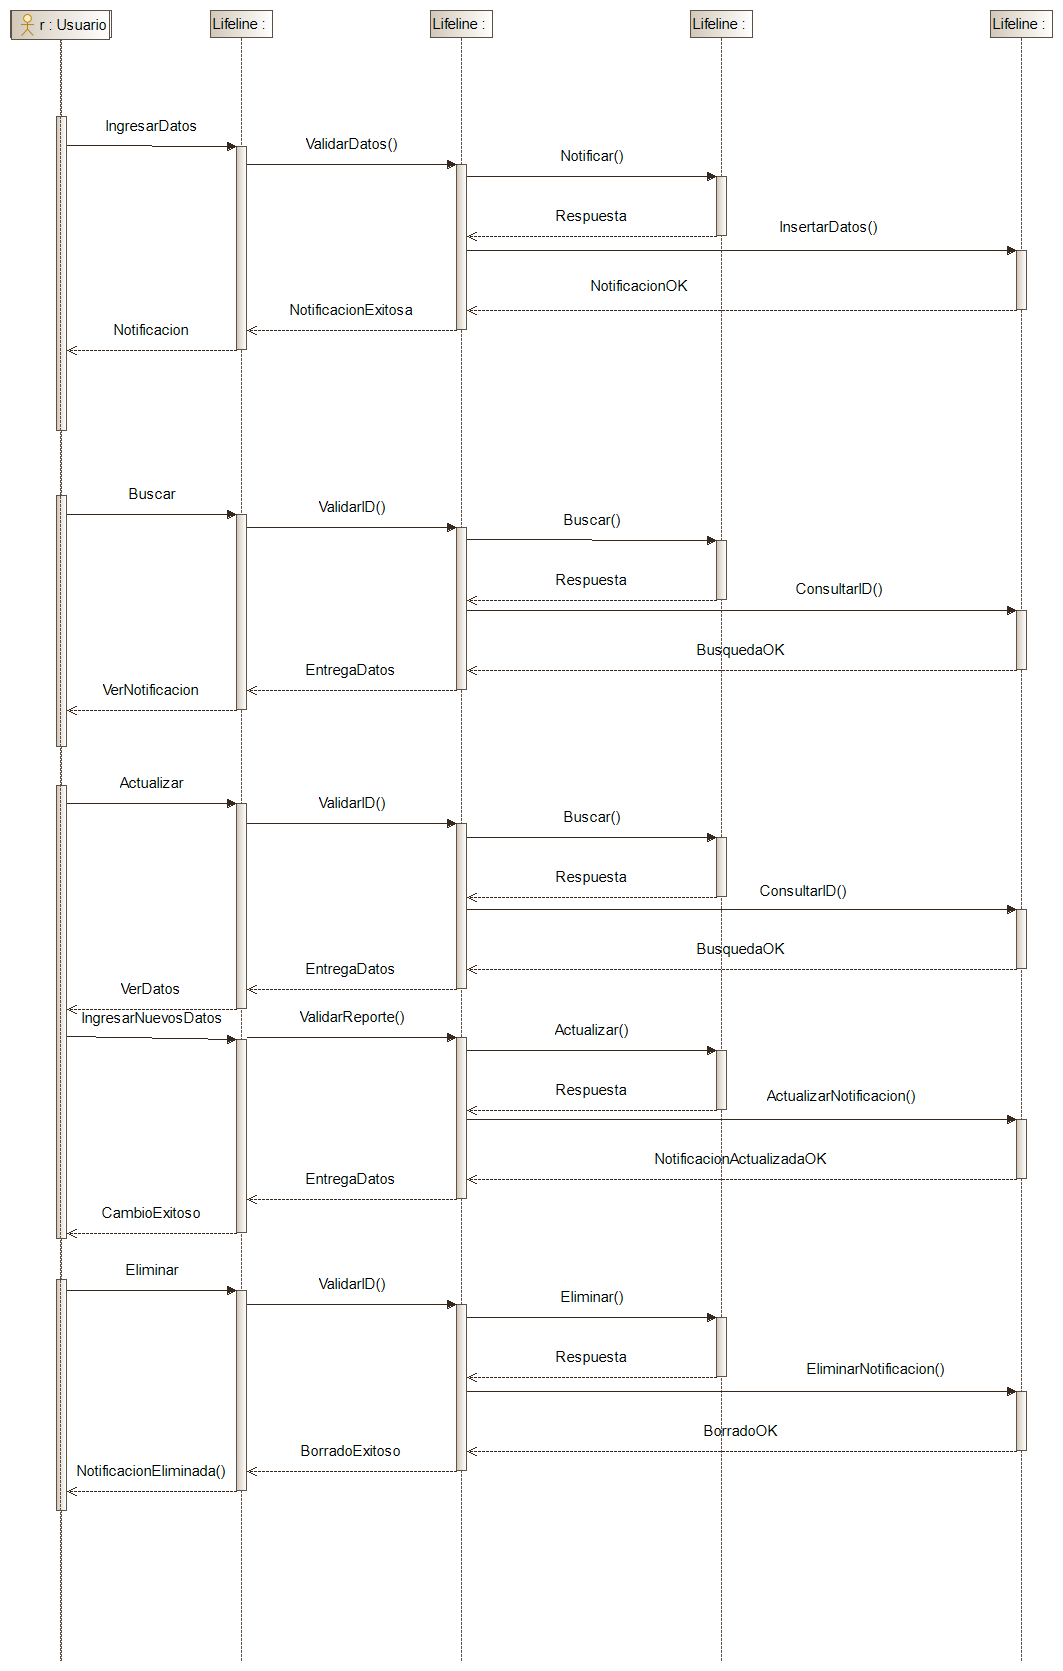 r : Usuario
Lifeline :
Lifeline :
Lifeline :
Lifeline :
IngresarDatos
ValidarDatos()
Notificar()
Respuesta
InsertarDatos()
NotificacionOK
NotificacionExitosa
Notificacion
Buscar
ValidarID()
Buscar()
Respuesta
ConsultarID()
BusquedaOK
EntregaDatos
VerNotificacion
Actualizar
ValidarID()
Buscar()
Respuesta
ConsultarID()
BusquedaOK
EntregaDatos
VerDatos
IngresarNuevosDatos
ValidarReporte()
Actualizar()
Respuesta
ActualizarNotificacion()
NotificacionActualizadaOK
EntregaDatos
CambioExitoso
Eliminar
ValidarID()
Eliminar()
Respuesta
EliminarNotificacion()
BorradoOK
BorradoExitoso
NotificacionEliminada()